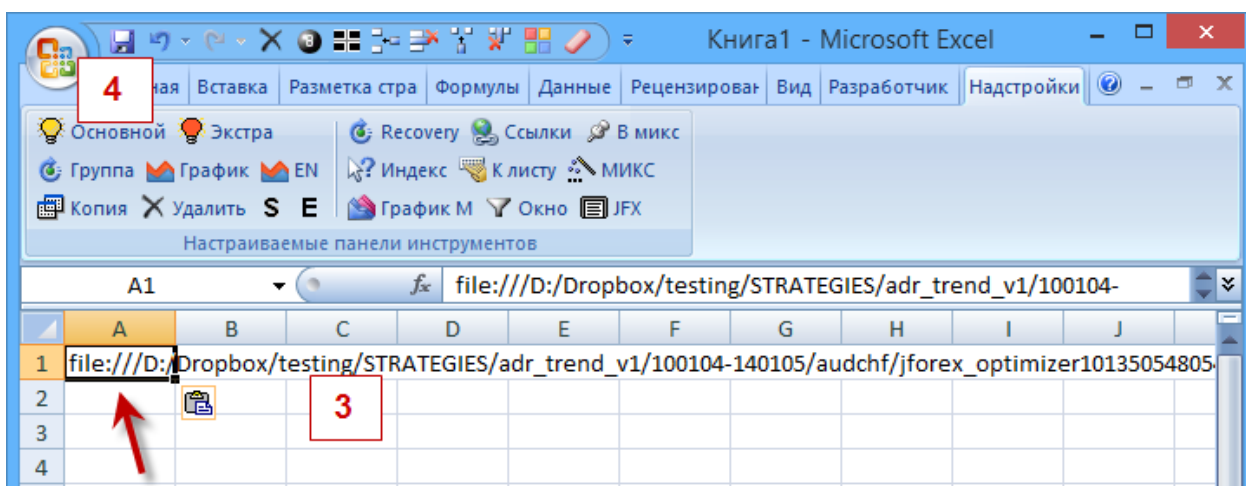 Книга1 - Microsoft Excel
4 ная Вставка Разметка стра Формулы Данные Рецензирован Вид Разработчик Надстройки
Основной Экстра Recovery Ссылки В микс
Группа График EN Индекс К листу МИКС
Копия Удалить S E График М Окно JFX
Настраиваемые панели инструментов
A1 fx file:///D:/Dropbox/testing/STRATEGIES/adr_trend_v1/100104-
A B C D E F G H I J
1 file:///D:/Dropbox/testing/STRATEGIES/adr_trend_v1/100104-140105/audchf/jforex_optimizer10135054805
2 3
3
4